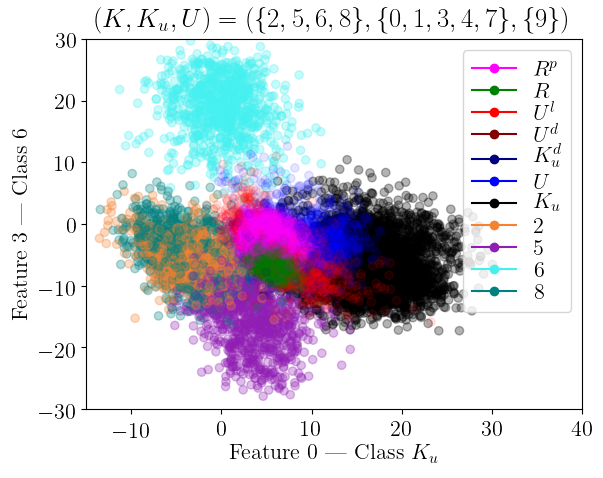 (K, K_u, U) = ({2, 5, 6, 8}, {0, 1, 3, 4, 7}, {9})
30
20
10
0
−10
−20
−30
Feature 3 — Class 6
R^p
R
U^l
U^d
K_u^d
U
K_u
2
5
6
8
−10
0
10
20
30
40
Feature 0 — Class K_u